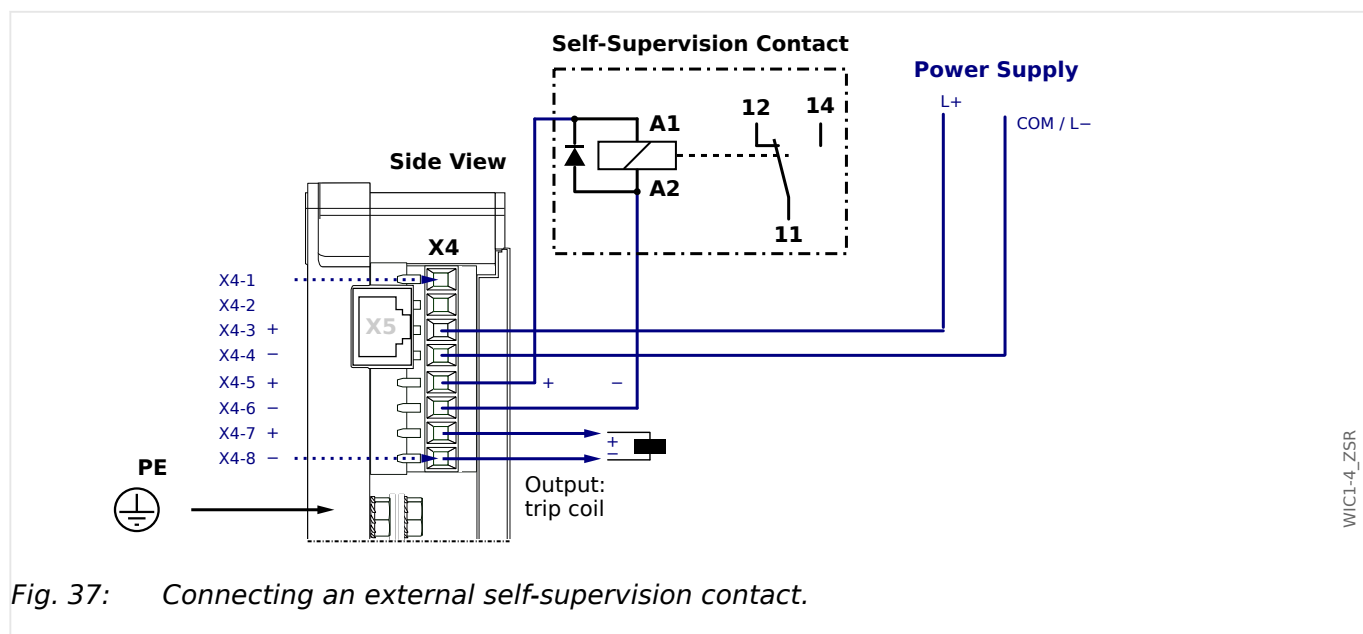 Self-Supervision Contact
Power Supply
L+
COM / L−
12
14
A1
A2
11
Side View
X4
X5
X4-1
X4-2
X4-3 +
X4-4 −
X4-5 +
X4-6 −
X4-7 +
X4-8 −
+ −
+
−
Output:
trip coil
PE
WIC1-4_ZSR
Fig. 37: Connecting an external self-supervision contact.